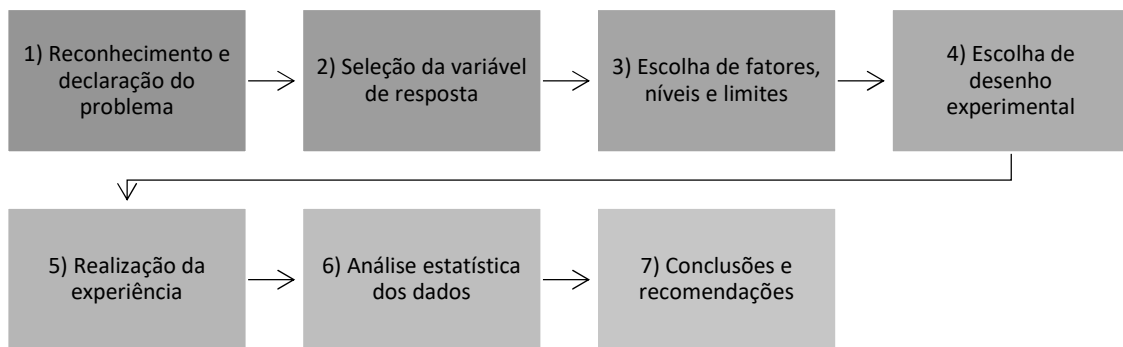 1) Reconhecimento e
declaração do
problema
2) Seleção da variável
de resposta
3) Escolha de fatores,
níveis e limites
4) Escolha de
desenho
experimental
5) Realização da
experiência
6) Análise estatística
dos dados
7) Conclusões e
recomendações